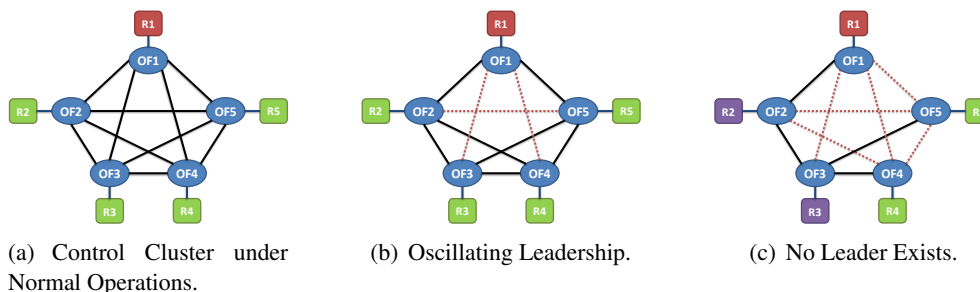 R1
OF1
R2
OF2
OF5
R5
OF3
OF4
R3
R4
(a) Control Cluster under
Normal Operations.
R1
OF1
R2
OF2
OF5
R5
OF3
OF4
R3
R4
(b) Oscillating Leadership.
R1
OF1
R2
OF2
OF5
OF3
OF4
R3
R4
(c) No Leader Exists.